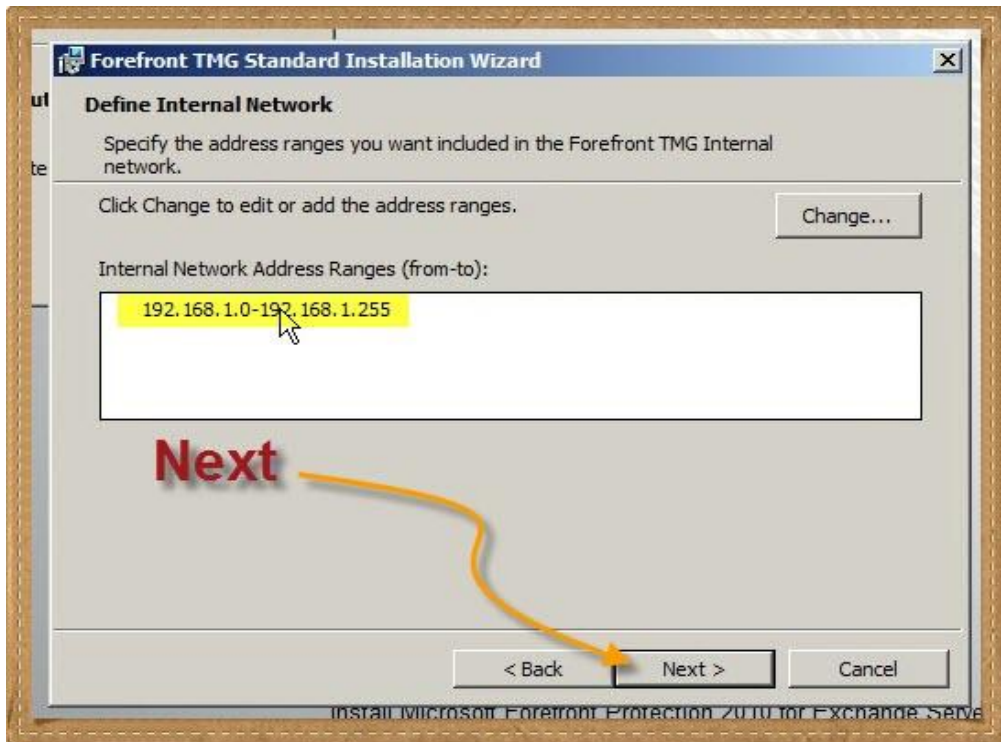 Forefront TMG Standard Installation Wizard
ut
Define Internal Network
Specify the address ranges you want included in the Forefront TMG Internal
network.
te
Click Change to edit or add the address ranges.
Change...
Internal Network Address Ranges (from-to):
192.168.1.0-192.168.1.255
Next
< Back
Next >
Cancel
Install Microsoft Forefront Protection 2010 for Exchange Serve